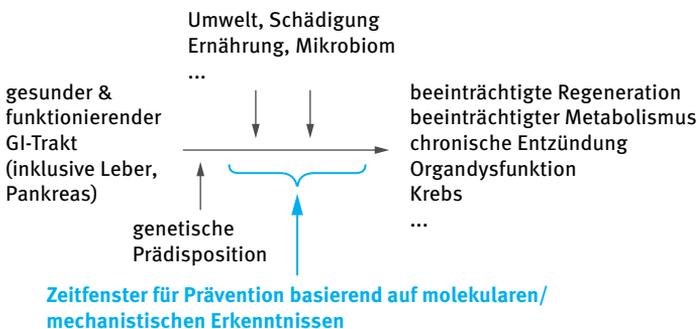 Umwelt, Schädigung
Ernährung, Mikrobiom
...
gesunder &
funktionierender
GI-Trakt
(inklusive Leber,
Pankreas)
beeinträchtigte Regeneration
beeinträchtigter Metabolismus
chronische Entzündung
Organdysfunktion
Krebs
...
genetische
Prädisposition
Zeitfenster für Prävention basierend auf molekularen/
mechanistischen Erkenntnissen